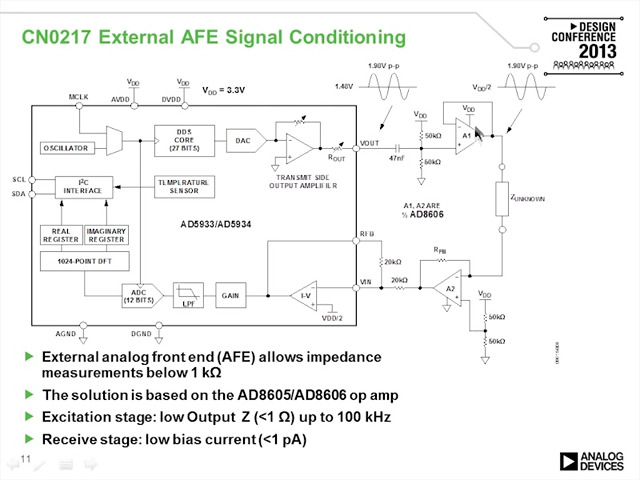 CN0217 External AFE Signal Conditioning
DESIGN
CONFERENCE
2013
1.98V p-p
1.98V p-p
1.48V
VDD/2
VDD
VDD
VDD = 3.3V
MCLK
AVDD
DVDD
VDD
VDD
OSCILLATOR
DDS
CORE
(27 BITS)
DAC
ROUT
VOUT
47nF
50kΩ
50kΩ
A1
TRANSMIT SIDE
OUTPUT AMPLIFIER
SCL
SDA
I2C
INTERFACE
TEMPERATURE
SENSOR
ZUNKNOWN
A1, A2 ARE
½ AD8606
REAL
REGISTER
IMAGINARY
REGISTER
AD5933/AD5934
RFB
RFB
1024-POINT DFT
20kΩ
20kΩ
VIN
A2
VDD
ADC
(12 BITS)
LPF
GAIN
I-V
VDD/2
50kΩ
50kΩ
AGND
DGND
External analog front end (AFE) allows impedance
measurements below 1 kΩ
The solution is based on the AD8605/AD8606 op amp
Excitation stage: low Output Z (<1 Ω) up to 100 kHz
Receive stage: low bias current (<1 pA)
11
ANALOG
DEVICES